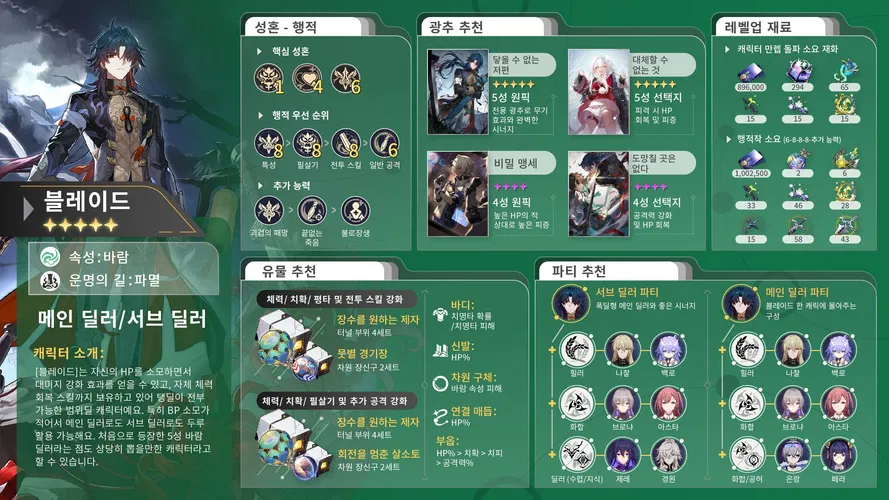 블레이드
속성:바람
운명의 길:파멸
메인 딜러/서브 딜러
캐릭터 소개:
[블레이드]는 자신의 HP를 소모하면서
대미지 강화 효과를 얻을 수 있고, 자체 체력
회복 스킬까지 보유하고 있어 탱딜이 전부
가능한 범위딜 캐릭터예요. 특히 BP 소모가
적어서 메인 딜러로도 서브 딜러로도 두루
활용 가능해요. 처음으로 등장한 5성 바람
딜러라는 점도 상당히 뽑을만한 캐릭터라고
할 수 있습니다.
성혼 - 행적
핵심 성혼
1 4 6
행적 우선 순위
8 8 8 6
특성 필살기 전투 스킬 일반 공격
추가 능력
끝없는
죽음
불로장생
광추 추천
닿을 수 없는
저편
5성 원픽
전용 광추로 무기
효과와 완벽한
시너지
대체할 수
없는 것
5성 선택지
피격 시 HP
회복 및 피증
비밀 맹세
4성 원픽
높은 HP의 적
상대로 높은 피증
도망칠 곳은
없다
4성 선택지
공격력 강화
및 HP 회복
레벨업 재료
캐릭터 만렙 돌파 소요 재화
896,000 294 65
15 15 15
행적작 소요 (6-8-8-8-추가 능력)
1,002,500 2 6
33 46 28
15 58 43
유물 추천
체력/ 치확/ 평타 및 전투 스킬 강화
장수를 원하는 제자
터널 부위 4세트
뭇별 경기장
차원 장신구 2세트
체력/ 치확/ 필살기 및 추가 공격 강화
장수를 원하는 제자
터널 부위 4세트
회전을 멈춘 살소토
차원 장신구 2세트
바디:
치명타 확률
/치명타 피해
신발:
HP%
차원 구체:
바람 속성 피해
연결 매듭:
HP%
부옵:
HP% > 치확 > 치피
> 공격력%
파티 추천
서브 딜러 파티
폭딜형 메인 딜러와 좋은 시너지
힐러 나찰 백로
화합 브로냐 아스타
딜러 (수렵/지식) 제레 경원
메인 딜러 파티
블레이드 한 캐릭에 몰아주는
구성
힐러 나찰 백로
화합 브로냐 아스타
화합/공허 은랑 페라